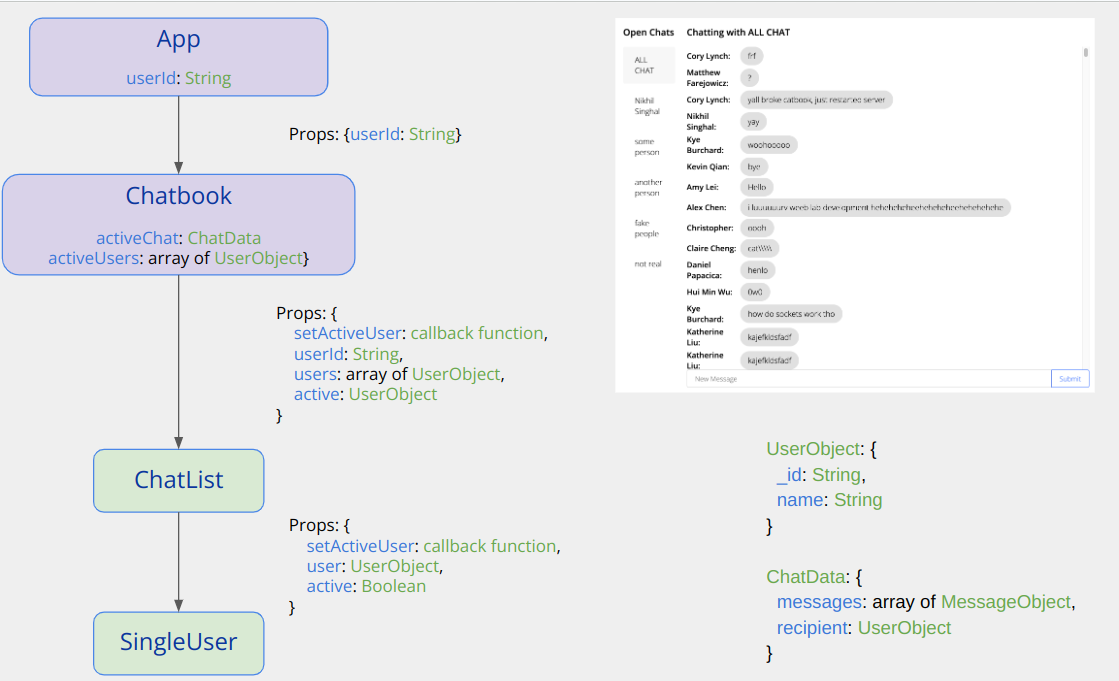 App
userId: String
Props: {userId: String}
Chatbook
activeChat: ChatData
activeUsers: array of UserObject}
Props: {
setActiveUser: callback function,
userId: String,
users: array of UserObject,
active: UserObject
}
ChatList
Props: {
setActiveUser: callback function,
user: UserObject,
active: Boolean
}
SingleUser
Open Chats
ALL
CHAT
Nikhil
Singhal
some
person
another
person
fake
people
not real
Chatting with ALL CHAT
Cory Lynch: frf
Matthew
Farejowicz: ?
Cory Lynch: yall broke catbook, just restarted server
Nikhil
Singhal: yay
Kye
Burchard: woohooooo
Kevin Qian: bye
Amy Lei: Hello
Alex Chen: i luuuuuurv weeb lab development heheheheheeheheheheehehehehehehe
Christopher: oooh
Claire Cheng: cat\\\\\
Daniel
Papacica: henlo
Hui Min Wu: 0w0
Kye
Burchard: how do sockets work tho
Katherine
Liu: kajefkldsfadf
Katherine
Liu: kajefkldsfadf
New Message
Submit
UserObject: {
_id: String,
name: String
}
ChatData: {
messages: array of MessageObject,
recipient: UserObject
}